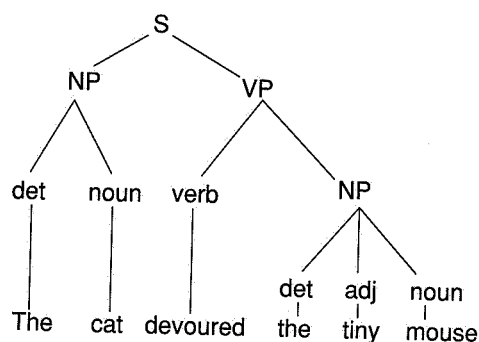 S
NP VP
det noun verb NP
det adj noun
The cat devoured the tiny mouse